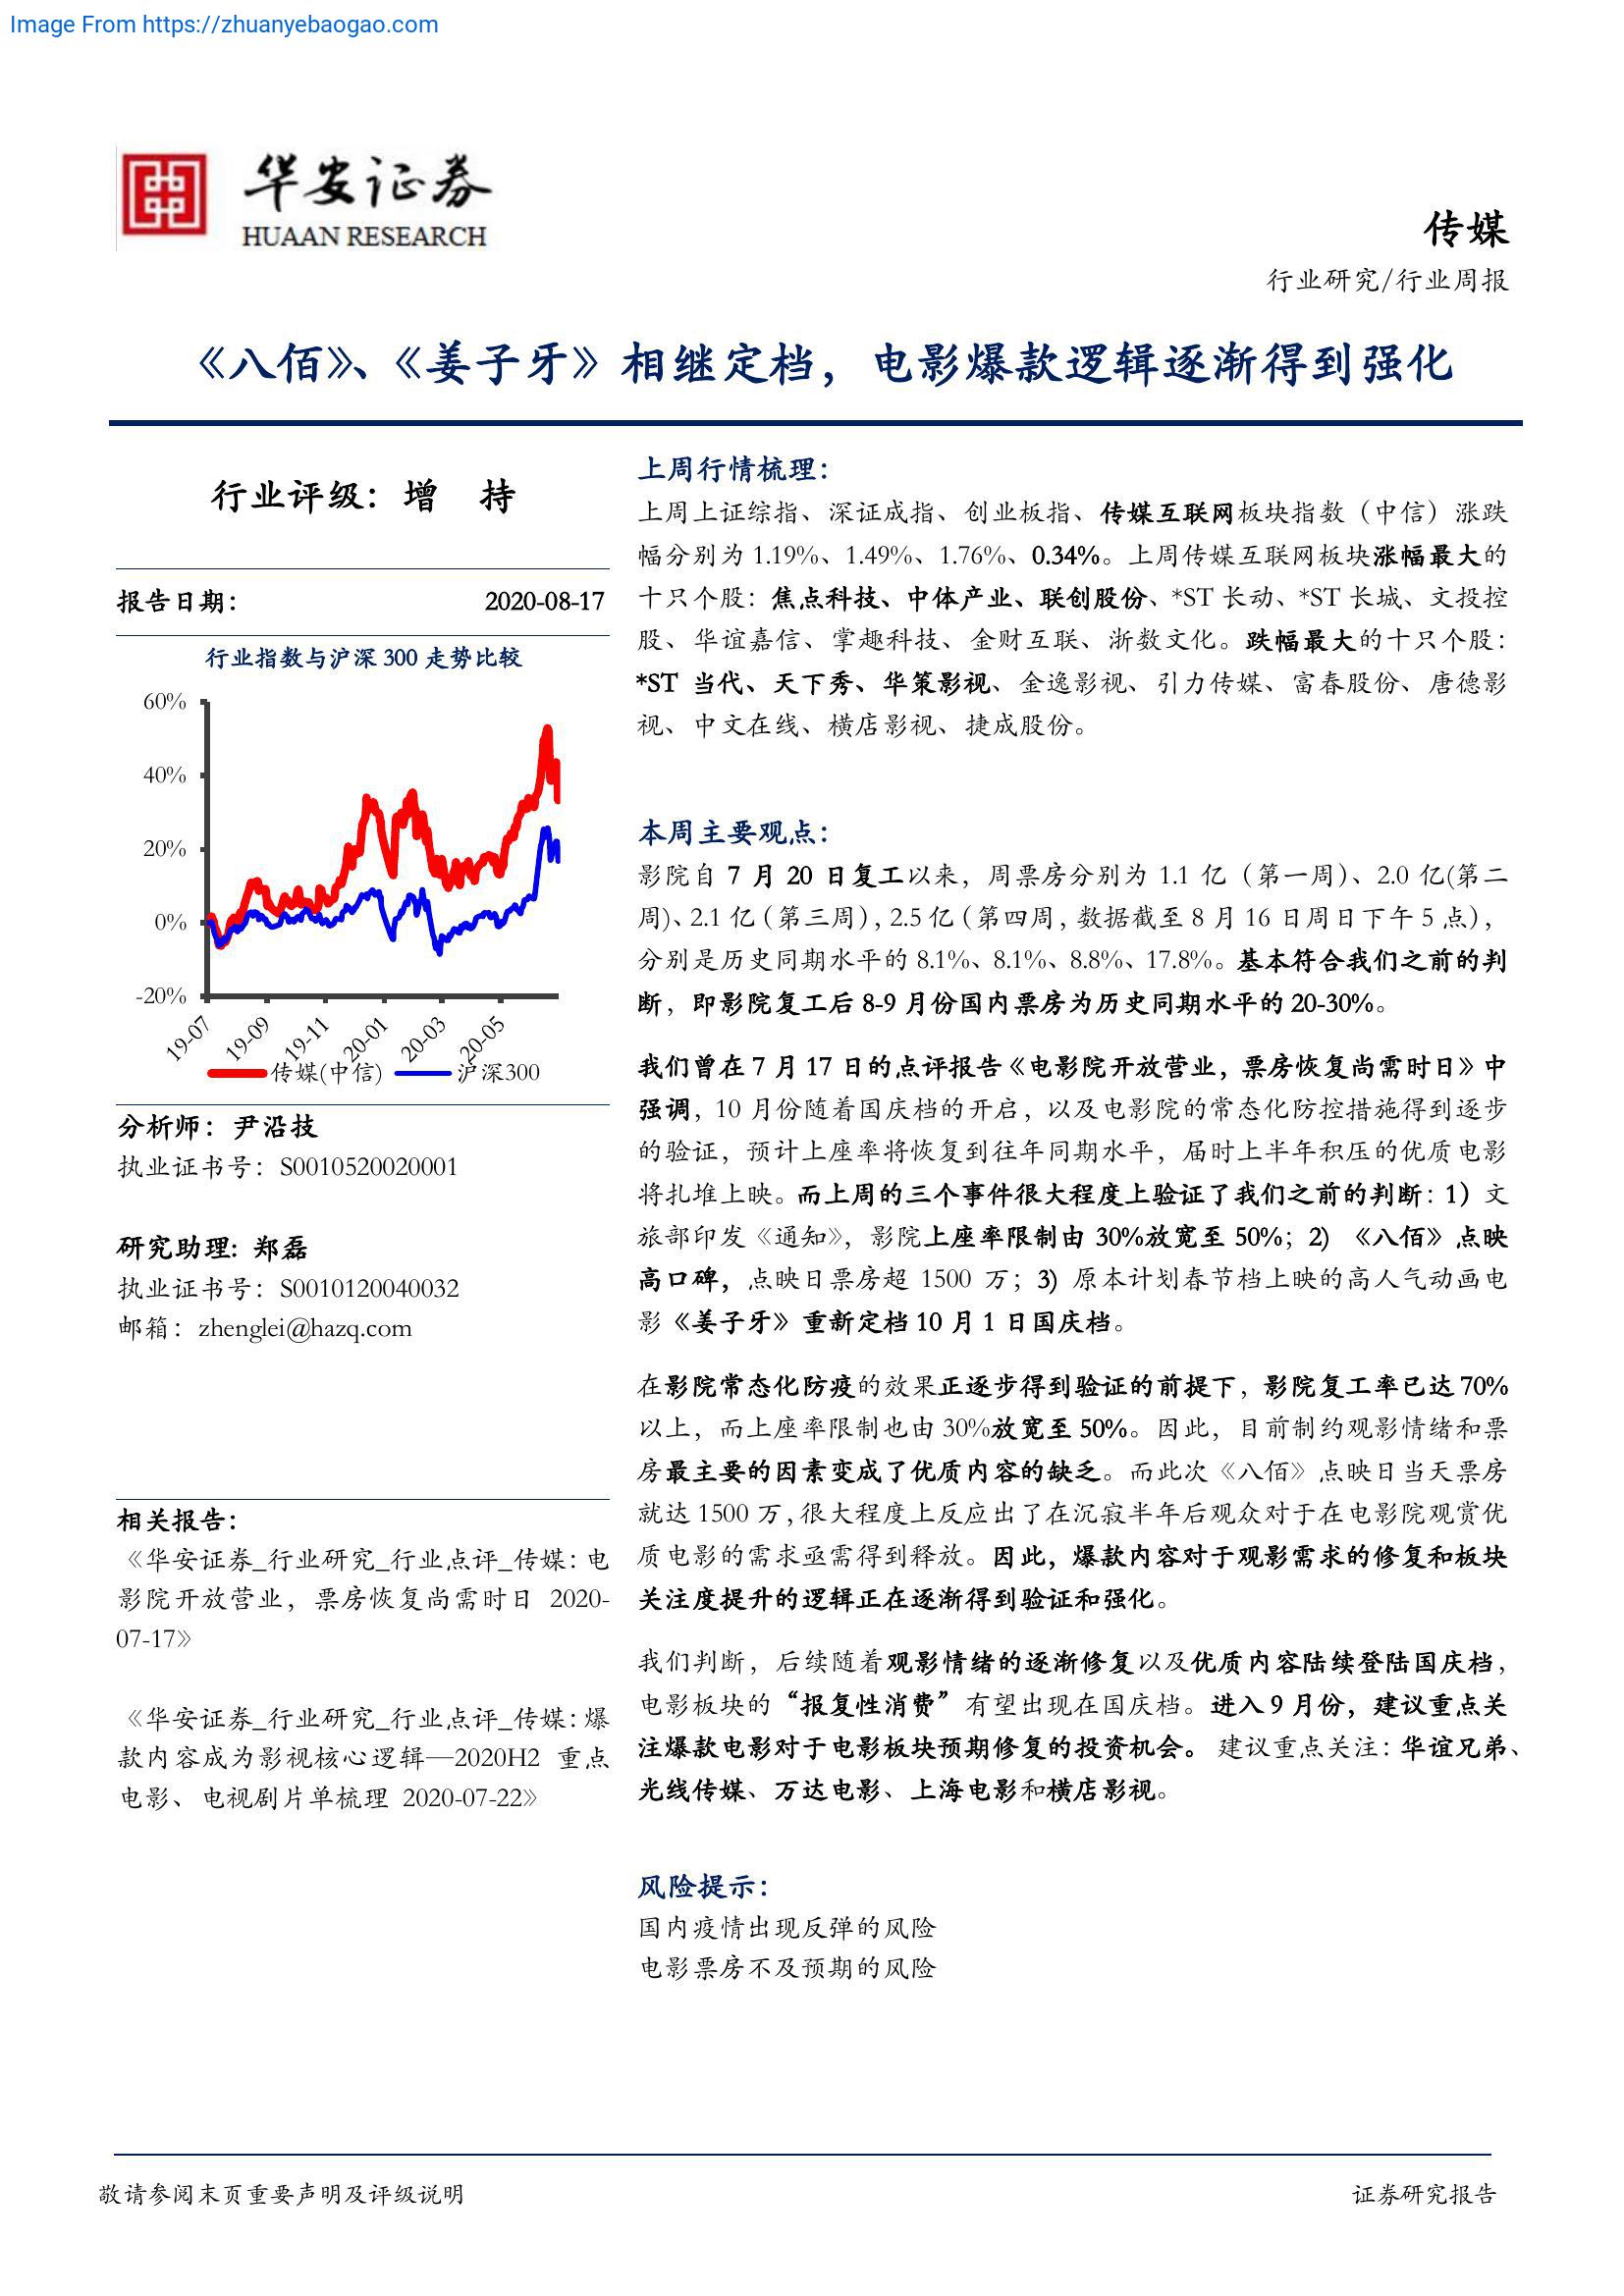 Image From https://zhuanyebaogao.com
华安证券
HUAAN RESEARCH
传媒
行业研究/行业周报
《八佰》、《姜子牙》相继定档，电影爆款逻辑逐渐得到强化
行业评级：增 持
报告日期： 2020-08-17
行业指数与沪深 300 走势比较
60%
40%
20%
0%
-20%
19-07 19-09 19-11 20-01 20-03 20-05
传媒(中信) 沪深300
分析师：尹沿技
执业证书号：S0010520020001
研究助理：郑磊
执业证书号：S0010120040032
邮箱：zhenglei@hazq.com
相关报告：
《华安证券_行业研究_行业点评_传媒：电
影院开放营业，票房恢复尚需时日 2020-
07-17》
《华安证券_行业研究_行业点评_传媒：爆
款内容成为影视核心逻辑—2020H2 重点
电影、电视剧片单梳理 2020-07-22》
上周行情梳理：
上周上证综指、深证成指、创业板指、传媒互联网板块指数（中信）涨跌
幅分别为 1.19%、1.49%、1.76%、0.34%。上周传媒互联网板块涨幅最大的
十只个股：焦点科技、中体产业、联创股份、*ST 长动、*ST 长城、文投控
股、华谊嘉信、掌趣科技、金财互联、浙数文化。跌幅最大的十只个股：
*ST 当代、天下秀、华策影视、金逸影视、引力传媒、富春股份、唐德影
视、中文在线、横店影视、捷成股份。
本周主要观点：
影院自 7 月 20 日复工以来，周票房分别为 1.1 亿（第一周）、2.0 亿(第二
周)、2.1 亿（第三周），2.5 亿（第四周，数据截至 8 月 16 日周日下午 5 点），
分别是历史同期水平的 8.1%、8.1%、8.8%、17.8%。基本符合我们之前的判
断，即影院复工后 8-9 月份国内票房为历史同期水平的 20-30%。
我们曾在 7 月 17 日的点评报告《电影院开放营业，票房恢复尚需时日》中
强调，10 月份随着国庆档的开启，以及电影院的常态化防控措施得到逐步
的验证，预计上座率将恢复到往年同期水平，届时上半年积压的优质电影
将扎堆上映。而上周的三个事件很大程度上验证了我们之前的判断：1）文
旅部印发《通知》，影院上座率限制由 30%放宽至 50%；2) 《八佰》点映
高口碑，点映日票房超 1500 万；3) 原本计划春节档上映的高人气动画电
影《姜子牙》重新定档 10 月 1 日国庆档。
在影院常态化防疫的效果正逐步得到验证的前提下，影院复工率已达 70%
以上，而上座率限制也由 30%放宽至 50%。因此，目前制约观影情绪和票
房最主要的因素变成了优质内容的缺乏。而此次《八佰》点映日当天票房
就达 1500 万，很大程度上反应出了在沉寂半年后观众对于在电影院观赏优
质电影的需求亟需得到释放。因此，爆款内容对于观影需求的修复和板块
关注度提升的逻辑正在逐渐得到验证和强化。
我们判断，后续随着观影情绪的逐渐修复以及优质内容陆续登陆国庆档，
电影板块的“报复性消费”有望出现在国庆档。进入 9 月份，建议重点关
注爆款电影对于电影板块预期修复的投资机会。 建议重点关注：华谊兄弟、
光线传媒、万达电影、上海电影和横店影视。
风险提示：
国内疫情出现反弹的风险
电影票房不及预期的风险
敬请参阅末页重要声明及评级说明 证券研究报告